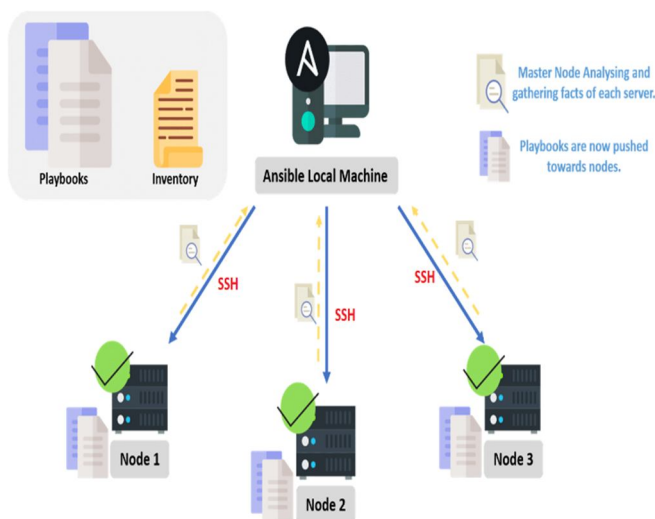 Master Node Analysing and
gathering facts of each server.
Playbooks are now pushed
towards nodes.
Playbooks
Inventory
Ansible Local Machine
SSH
SSH
SSH
Node 1
Node 2
Node 3